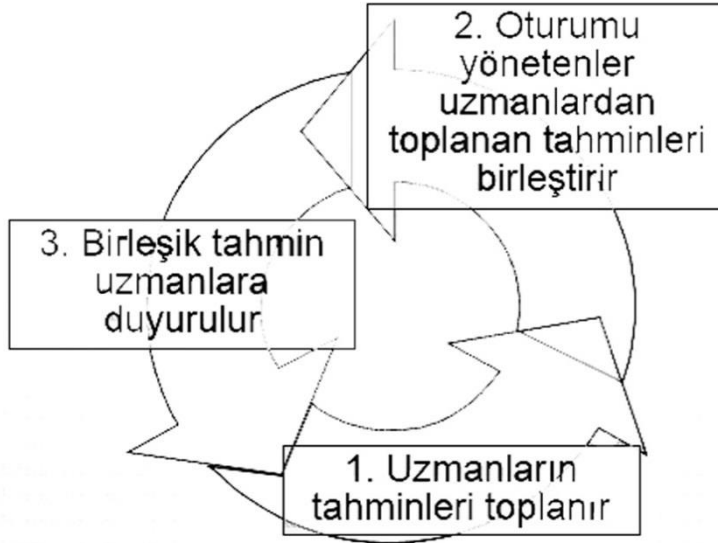 2. Oturumu
yönetenler
uzmanlardan
toplanan tahminleri
birleştirir
3. Birleşik tahmin
uzmanlara
duyurulur
1. Uzmanların
tahminleri toplanır